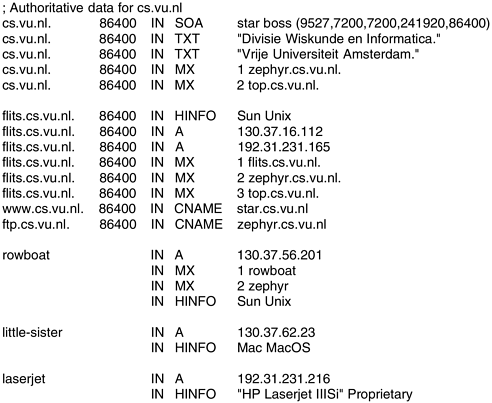 ; Authoritative data for cs.vu.nl
cs.vu.nl. 86400 IN SOA star boss (9527,7200,7200,241920,86400)
cs.vu.nl. 86400 IN TXT "Divisie Wiskunde en Informatica."
cs.vu.nl. 86400 IN TXT "Vrije Universiteit Amsterdam."
cs.vu.nl. 86400 IN MX 1 zephyr.cs.vu.nl.
cs.vu.nl. 86400 IN MX 2 top.cs.vu.nl.
flits.cs.vu.nl. 86400 IN HINFO Sun Unix
flits.cs.vu.nl. 86400 IN A 130.37.16.112
flits.cs.vu.nl. 86400 IN A 192.31.231.165
flits.cs.vu.nl. 86400 IN MX 1 flits.cs.vu.nl.
flits.cs.vu.nl. 86400 IN MX 2 zephyr.cs.vu.nl.
flits.cs.vu.nl. 86400 IN MX 3 top.cs.vu.nl.
www.cs.vu.nl. 86400 IN CNAME star.cs.vu.nl
ftp.cs.vu.nl. 86400 IN CNAME zephyr.cs.vu.nl
rowboat IN A 130.37.56.201
IN MX 1 rowboat
IN MX 2 zephyr
IN HINFO Sun Unix
little-sister IN A 130.37.62.23
IN HINFO Mac MacOS
laserjet IN A 192.31.231.216
IN HINFO "HP Laserjet IIISi" Proprietary